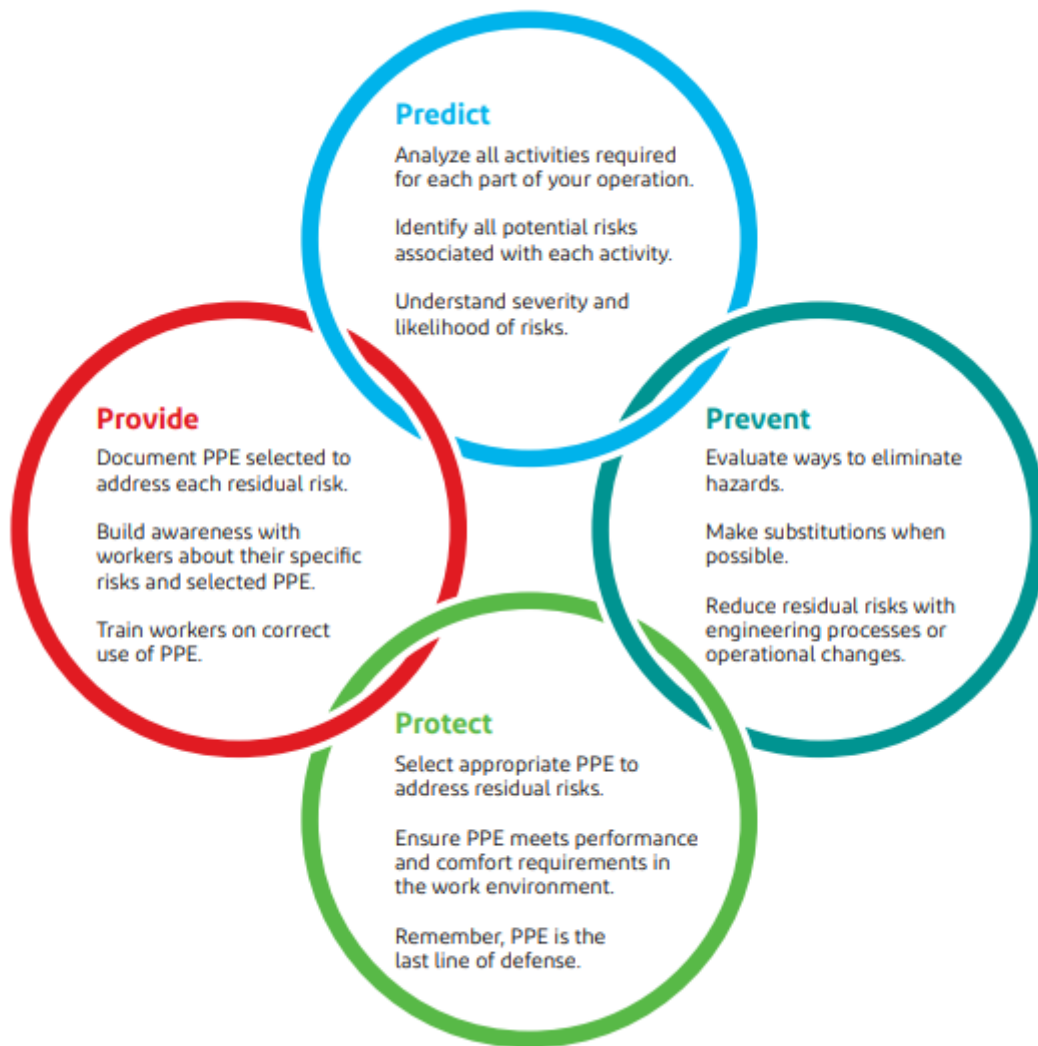 Predict
Analyze all activities required
for each part of your operation.
Identify all potential risks
associated with each activity.
Understand severity and
likelihood of risks.
Prevent
Evaluate ways to eliminate
hazards.
Make substitutions when
possible.
Reduce residual risks with
engineering processes or
operational changes.
Protect
Select appropriate PPE to
address residual risks.
Ensure PPE meets performance
and comfort requirements in
the work environment.
Remember, PPE is the
last line of defense.
Provide
Document PPE selected to
address each residual risk.
Build awareness with
workers about their specific
risks and selected PPE.
Train workers on correct
use of PPE.